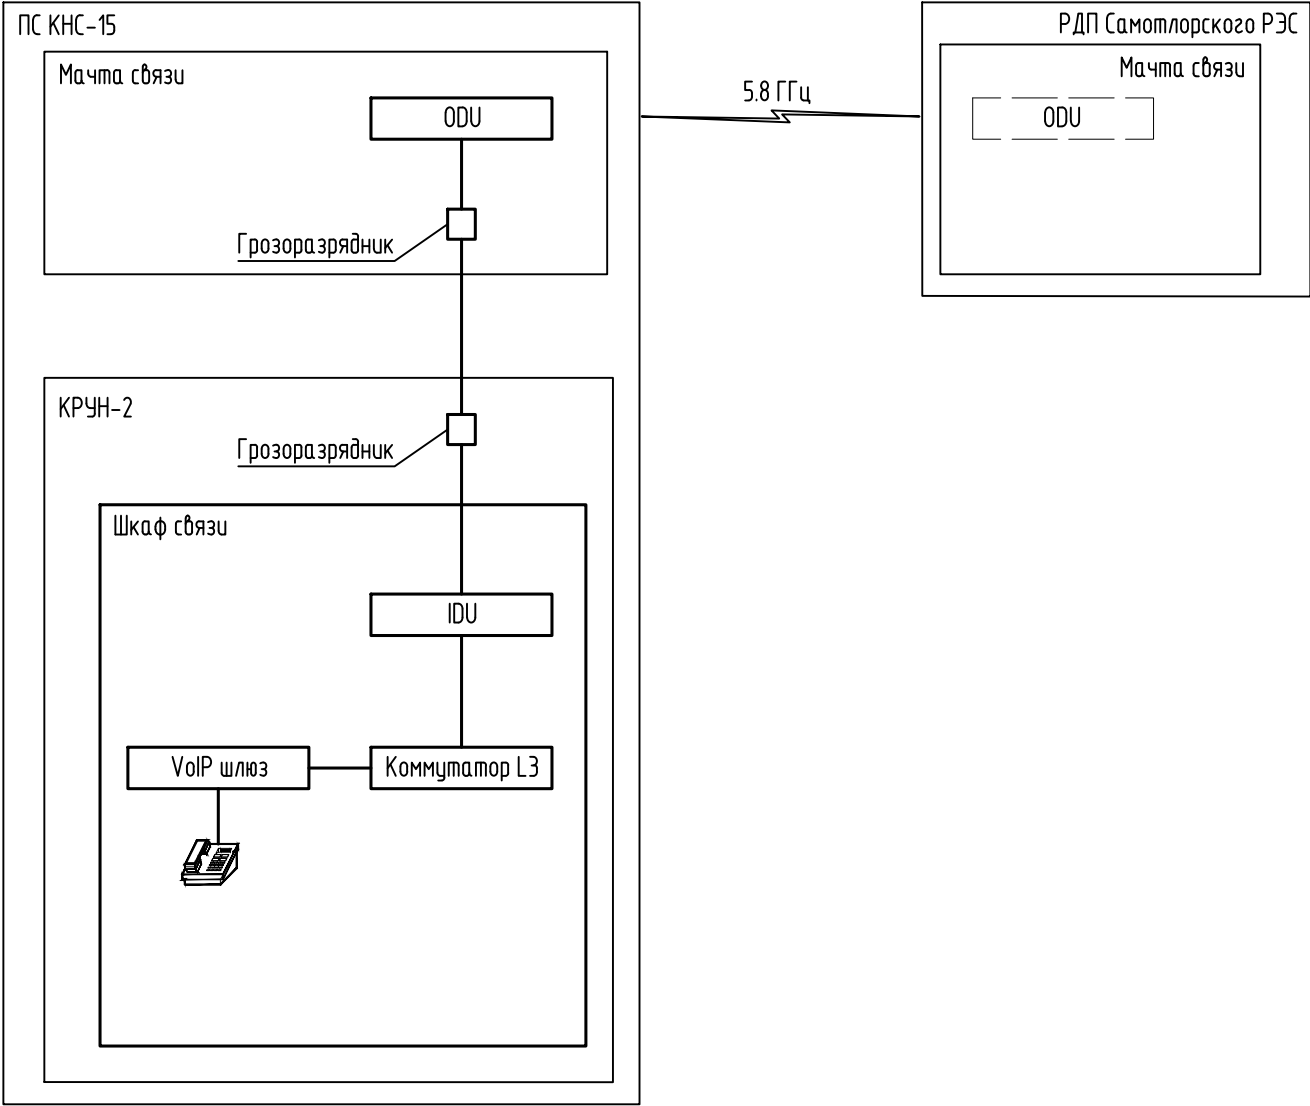 ПС КНС-15
Мачта связи
ODU
Грозоразрядник
5.8 ГГц
РДП Самотлорского РЭС
Мачта связи
ODU
КРУН-2
Грозоразрядник
Шкаф связи
IDU
VoIP шлюз
Коммутатор L3